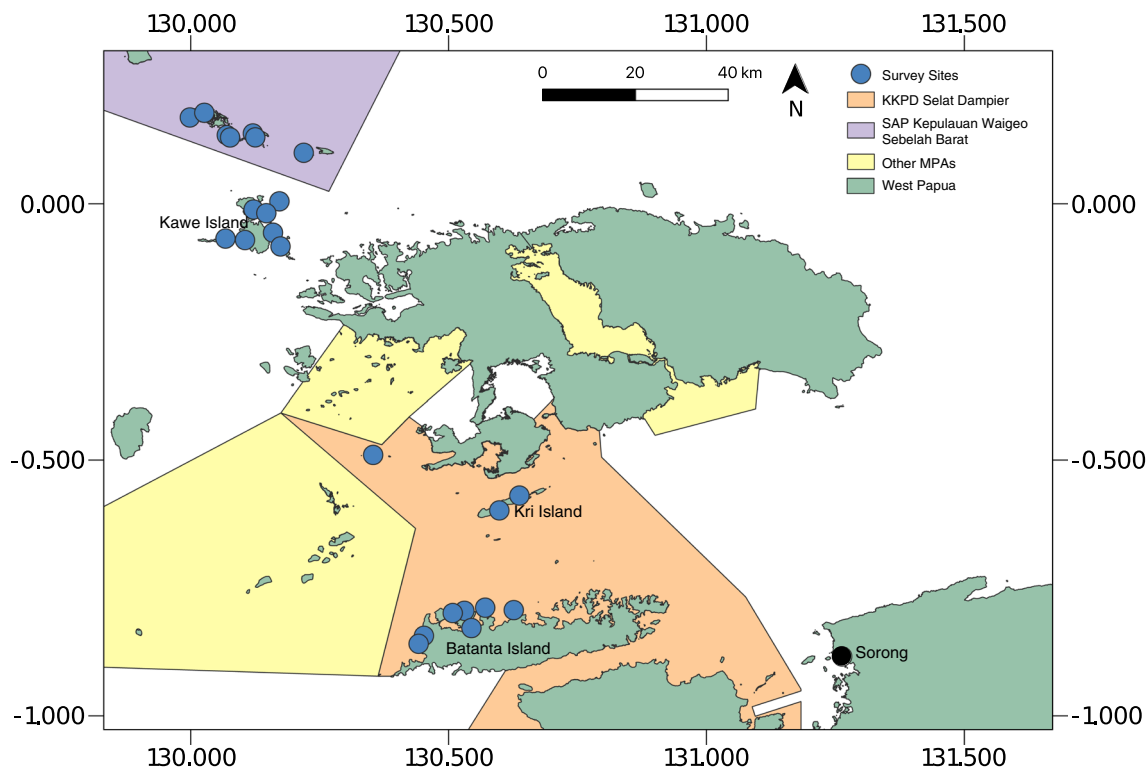 130.000 130.500 131.000 131.500
0 20 40 km
N
Survey Sites
KKPD Selat Dampier
SAP Kepulauan Waigeo
Sebelah Barat
Other MPAs
West Papua
0.000 0.000
Kawe Island
-0.500 -0.500
Kri Island
Batanta Island
Sorong
-1.000 -1.000
130.000 130.500 131.000 131.500